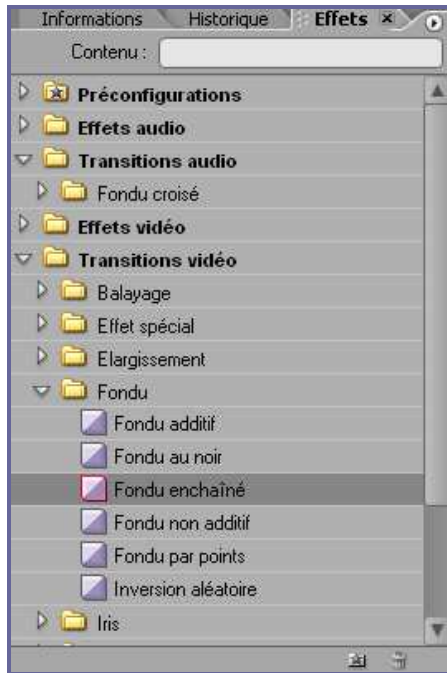 Informations Historique Effets
Contenu :
Préconfigurations
Effets audio
Transitions audio
Fondu croisé
Effets vidéo
Transitions vidéo
Balayage
Effet spécial
Elargissement
Fondu
Fondu additif
Fondu au noir
Fondu enchaîné
Fondu non additif
Fondu par points
Inversion aléatoire
Iris